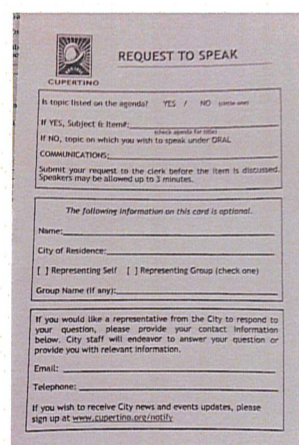 CUPERTINO
REQUEST TO SPEAK
Is topic listed on the agenda? YES / NO (circle one)
If YES, Subject & Item#:
(check agenda for title)
If NO, topic on which you wish to speak under ORAL
COMMUNICATIONS:
Submit your request to the clerk before the item is discussed.
Speakers may be allowed up to 3 minutes.
The following information on this card is optional.
Name:
City of Residence:
[ ] Representing Self [ ] Representing Group (check one)
Group Name (if any):
If you would like a representative from the City to respond to
your question, please provide your contact information
below. City staff will endeavor to answer your question or
provide you with relevant information.
Email:
Telephone:
If you wish to receive City news and events updates, please
sign up at www.cupertino.org/notify